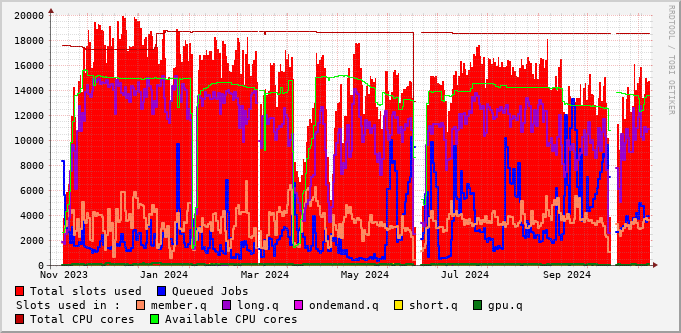 20000
18000
16000
14000
12000
10000
8000
6000
4000
2000
0
Nov 2023 Jan 2024 Mar 2024 May 2024 Jul 2024 Sep 2024
Total slots used Queued Jobs
Slots used in : member.q long.q ondemand.q short.q gpu.q
Total CPU cores Available CPU cores
RRDTOOL / TOBI OETIKER